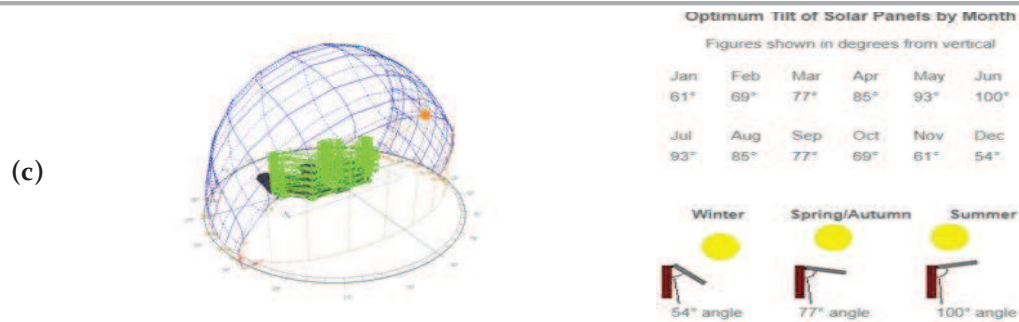 (c)
Optimum Tilt of Solar Panels by Month
Figures shown in degrees from vertical
Jan Feb Mar Apr May Jun
61° 69° 77° 85° 93° 100°
Jul Aug Sep Oct Nov Dec
93° 85° 77° 69° 61° 54°
Winter Spring/Autumn Summer
54° angle 77° angle 100° angle